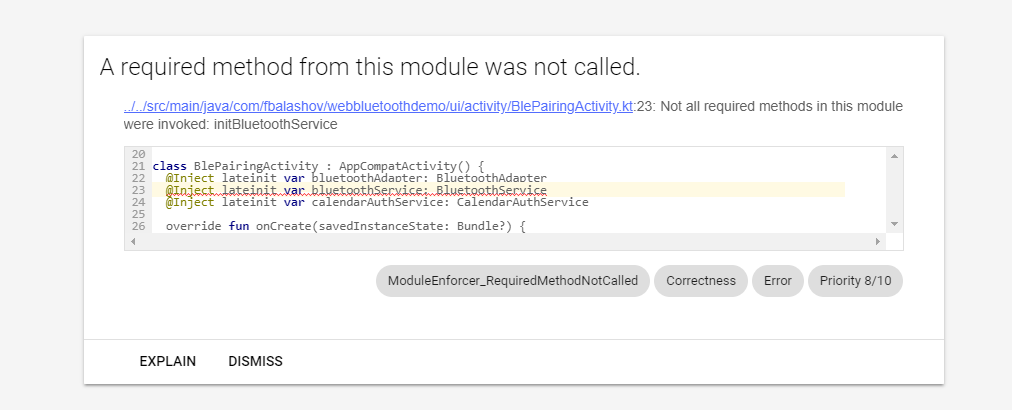 A required method from this module was not called.
../../src/main/java/com/fbalashov/webbluetoothdemo/ui/activity/BlePairingActivity.kt:23: Not all required methods in this module
were invoked: initBluetoothService
20
21 class BlePairingActivity : AppCompatActivity() {
22 @Inject lateinit var bluetoothAdapter: BluetoothAdapter
23 @Inject lateinit var bluetoothService: BluetoothService
24 @Inject lateinit var calendarAuthService: CalendarAuthService
25
26 override fun onCreate(savedInstanceState: Bundle?) {
ModuleEnforcer_RequiredMethodNotCalled Correctness Error Priority 8/10
EXPLAIN DISMISS